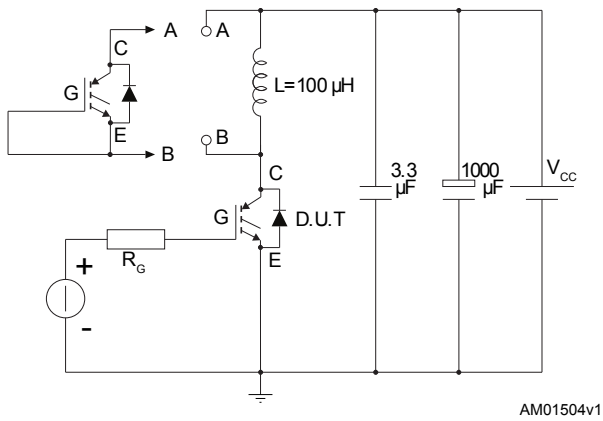 A
A
C
G
L=100 µH
E
B
B
C
3.3
µF
1000
µF
VCC
G
D.U.T
E
RG
+
-
AM01504v1